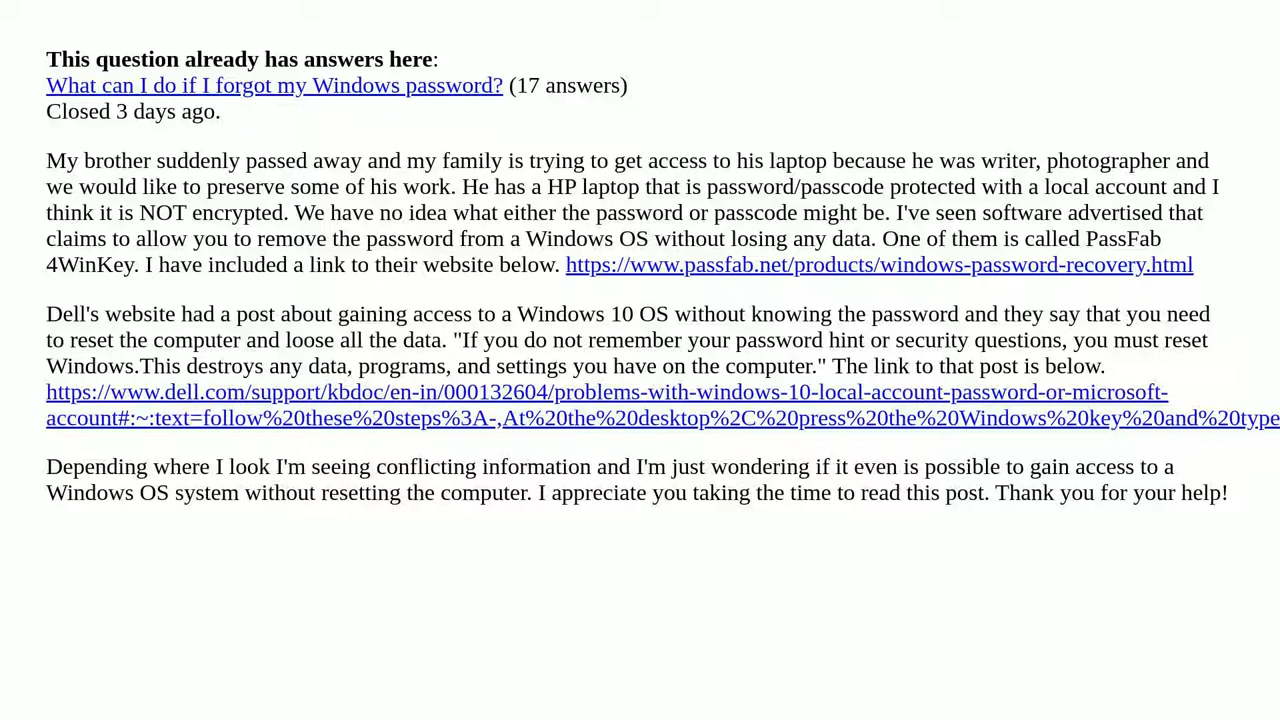 This question already has answers here:
What can I do if I forgot my Windows password? (17 answers)
Closed 3 days ago.
My brother suddenly passed away and my family is trying to get access to his laptop because he was writer, photographer and
we would like to preserve some of his work. He has a HP laptop that is password/passcode protected with a local account and I
think it is NOT encrypted. We have no idea what either the password or passcode might be. I've seen software advertised that
claims to allow you to remove the password from a Windows OS without losing any data. One of them is called PassFab
4WinKey. I have included a link to their website below. https://www.passfab.net/products/windows-password-recovery.html
Dell's website had a post about gaining access to a Windows 10 OS without knowing the password and they say that you need
to reset the computer and loose all the data. "If you do not remember your password hint or security questions, you must reset
Windows.This destroys any data, programs, and settings you have on the computer." The link to that post is below.
https://www.dell.com/support/kbdoc/en-in/000132604/problems-with-windows-10-local-account-password-or-microsoft-
account#:~:text=follow%20these%20steps%3A-,At%20the%20desktop%2C%20press%20the%20Windows%20key%20and%20type
Depending where I look I'm seeing conflicting information and I'm just wondering if it even is possible to gain access to a
Windows OS system without resetting the computer. I appreciate you taking the time to read this post. Thank you for your help!